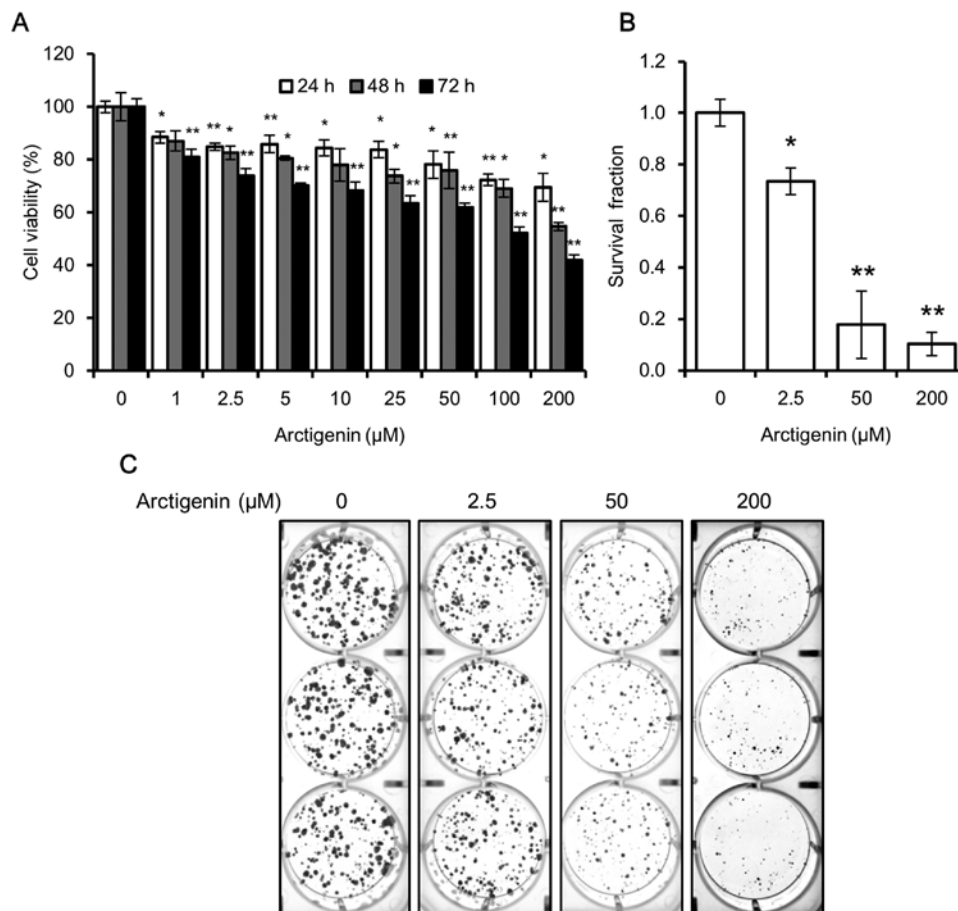 A
Cell viability (%)
120
100
80
60
40
20
0
24 h 48 h 72 h
* ** ** * ** ** * ** * ** * * ** * ** ** ** * ** * ** **
0 1 2.5 5 10 25 50 100 200
Arctigenin (µM)
B
Survival fraction
1.2
1.0
0.8
0.6
0.4
0.2
0.0
* ** **
0 2.5 50 200
Arctigenin (µM)
C
Arctigenin (µM) 0 2.5 50 200